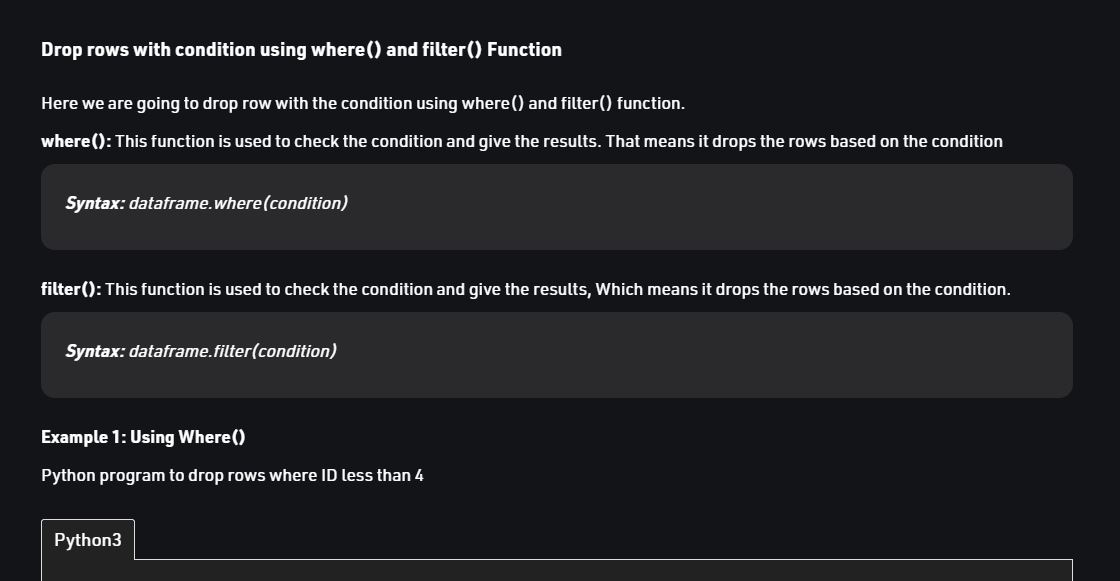 Drop rows with condition using where() and filter() Function
Here we are going to drop row with the condition using where() and filter() function.
where(): This function is used to check the condition and give the results. That means it drops the rows based on the condition
Syntax: dataframe.where(condition)
filter(): This function is used to check the condition and give the results, Which means it drops the rows based on the condition.
Syntax: dataframe.filter(condition)
Example 1: Using Where()
Python program to drop rows where ID less than 4
Python3